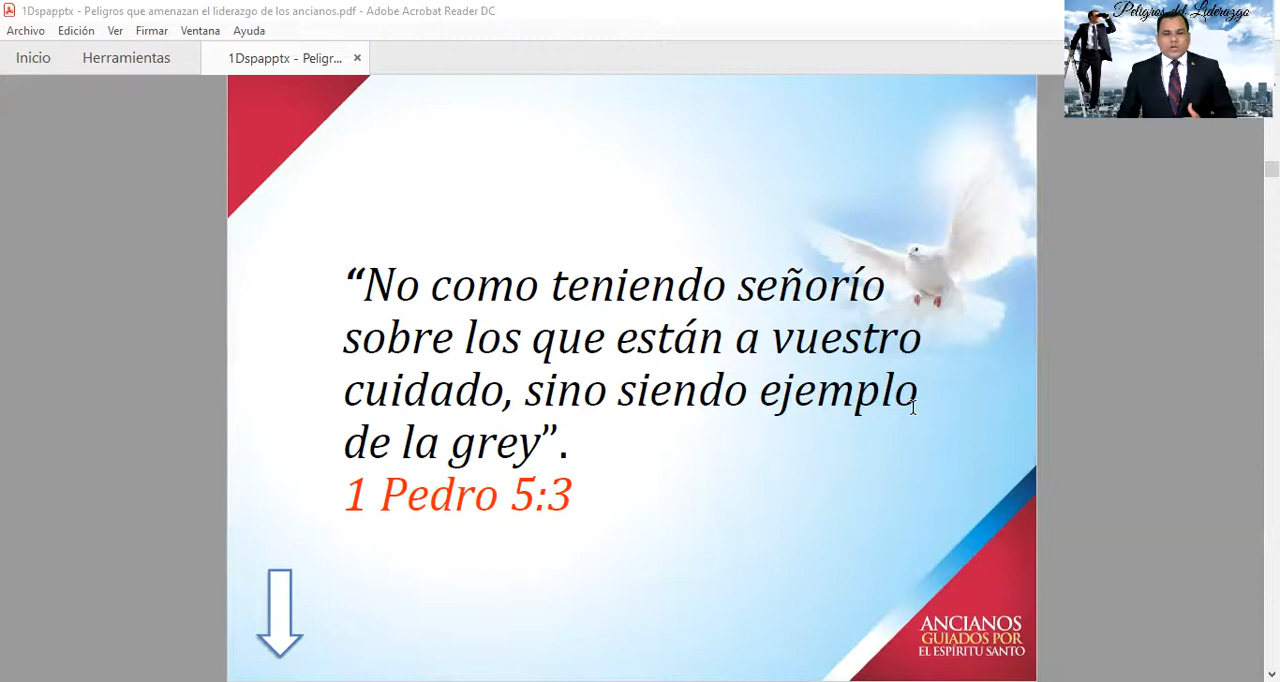 1Dspapptx - Peligros que amenazan el liderazgo de los ancianos.pdf - Adobe Acrobat Reader DC
Archivo Edición Ver Firmar Ventana Ayuda
Inicio Herramientas 1Dspapptx - Peligr... ×
Peligros del Liderazgo
“No como teniendo señorío
sobre los que están a vuestro
cuidado, sino siendo ejemplo
de la grey”.
1 Pedro 5:3
ANCIANOS
GUIADOS POR
EL ESPÍRITU SANTO